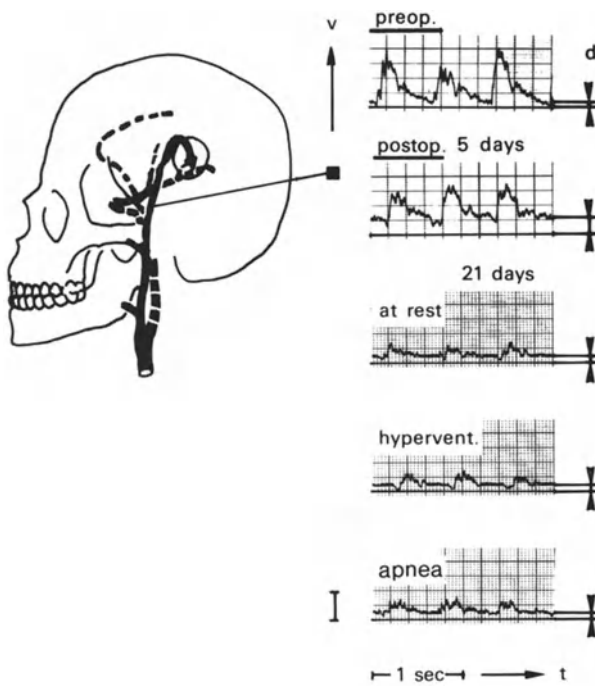 v
preop.
d
postop. 5 days
21 days
at rest
hypervent.
apnea
1 sec
t